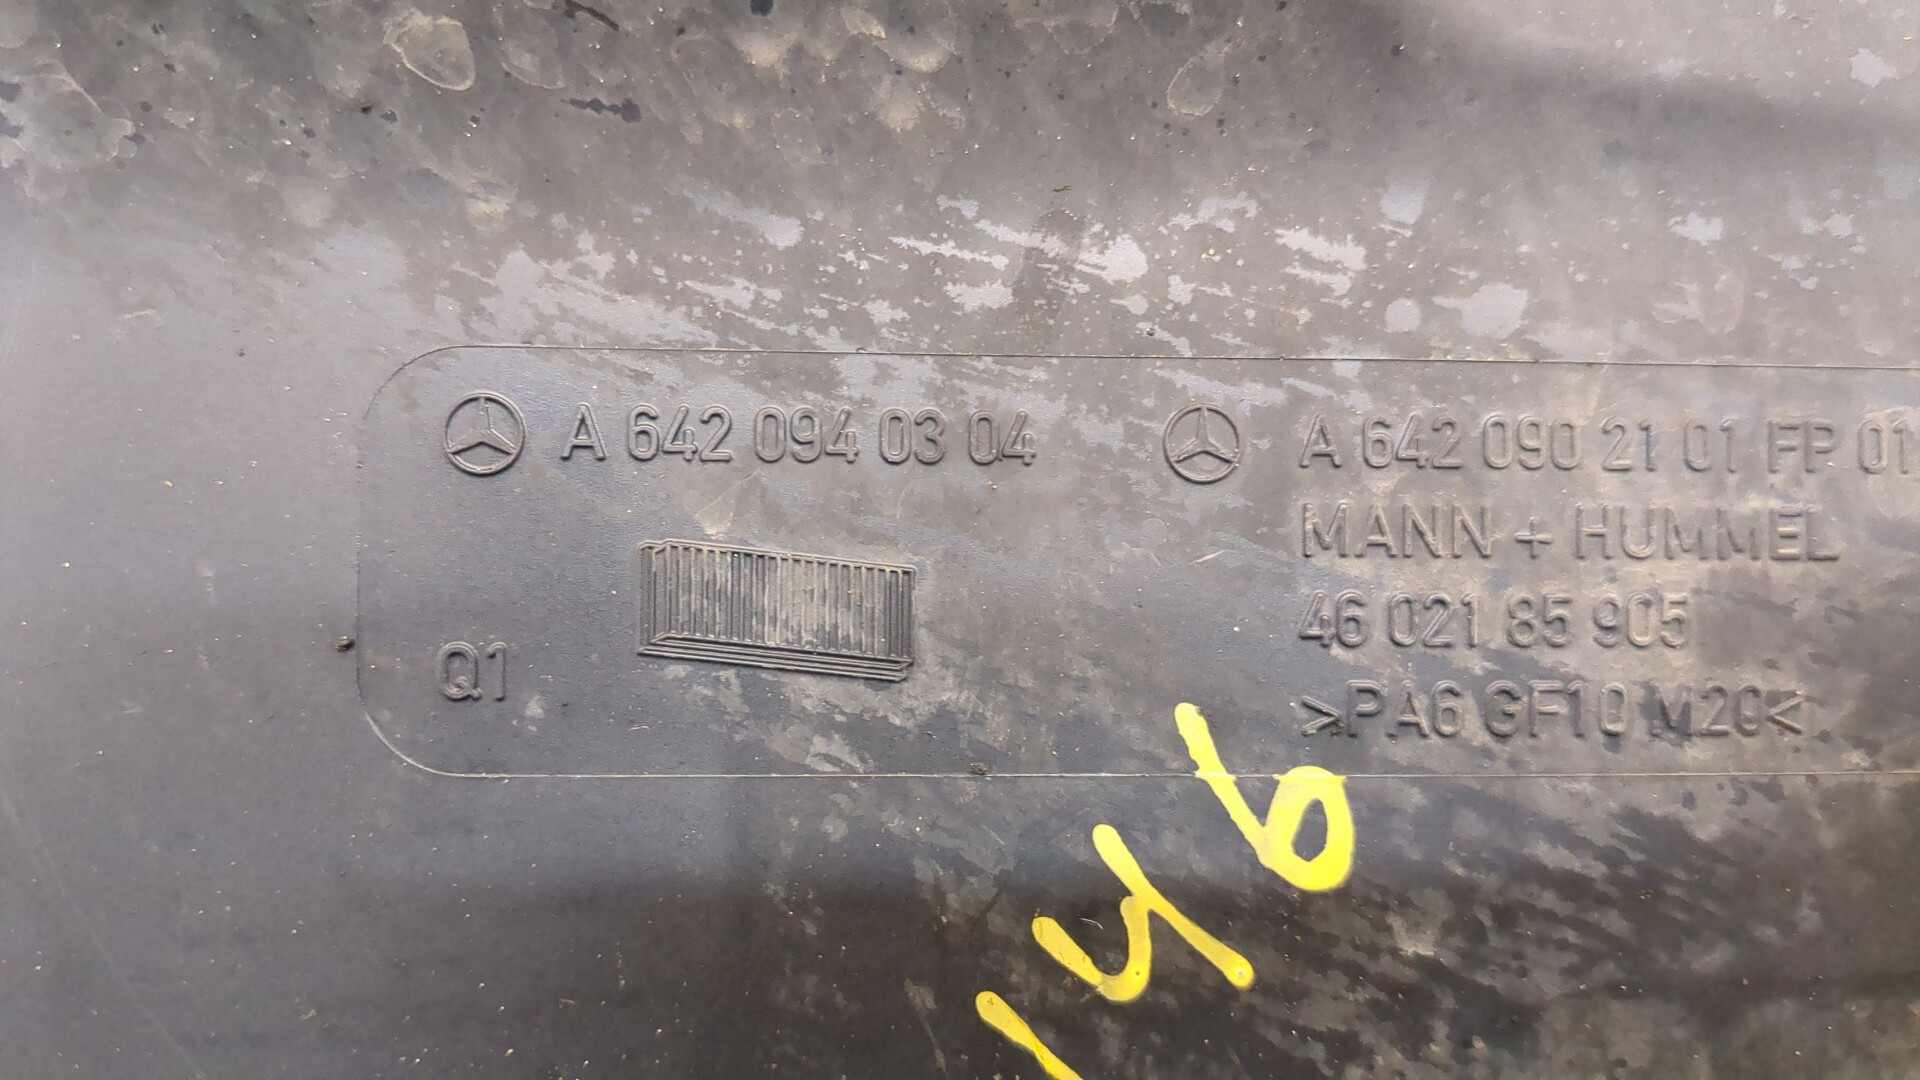 A 642 094 03 04
Q1
A 642 090 21 01 FP 01
MANN + HUMMEL
46 021 85 905
>PA6 GF10 M20<
146